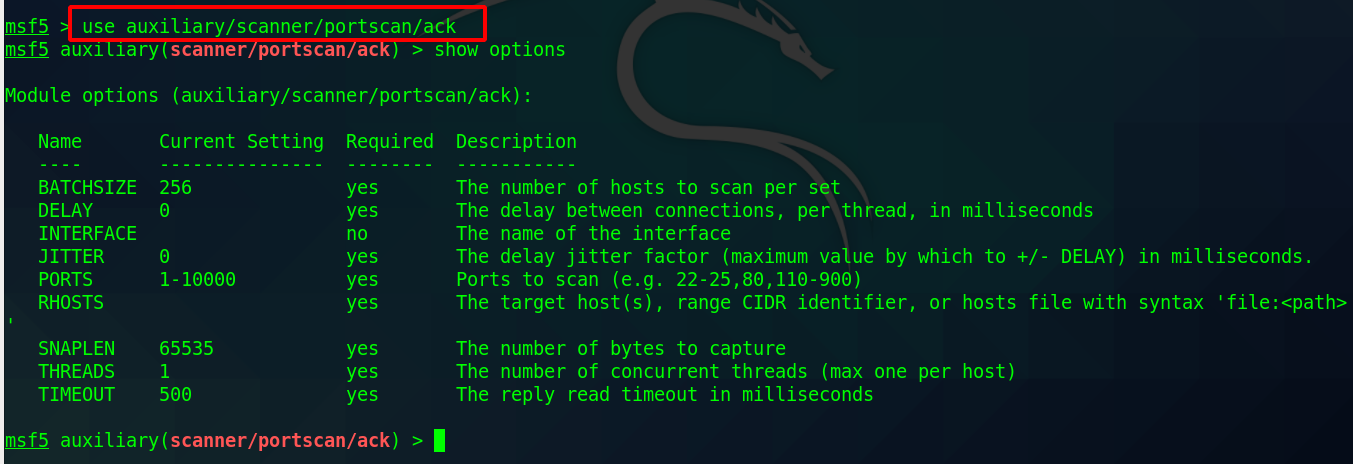 msf5 > use auxiliary/scanner/portscan/ack
msf5 auxiliary(scanner/portscan/ack) > show options
Module options (auxiliary/scanner/portscan/ack):
Name Current Setting Required Description
---- --------------- -------- -----------
BATCHSIZE 256 yes The number of hosts to scan per set
DELAY 0 yes The delay between connections, per thread, in milliseconds
INTERFACE no The name of the interface
JITTER 0 yes The delay jitter factor (maximum value by which to +/- DELAY) in milliseconds.
PORTS 1-10000 yes Ports to scan (e.g. 22-25,80,110-900)
RHOSTS yes The target host(s), range CIDR identifier, or hosts file with syntax 'file:<path>
'
SNAPLEN 65535 yes The number of bytes to capture
THREADS 1 yes The number of concurrent threads (max one per host)
TIMEOUT 500 yes The reply read timeout in milliseconds
msf5 auxiliary(scanner/portscan/ack) >